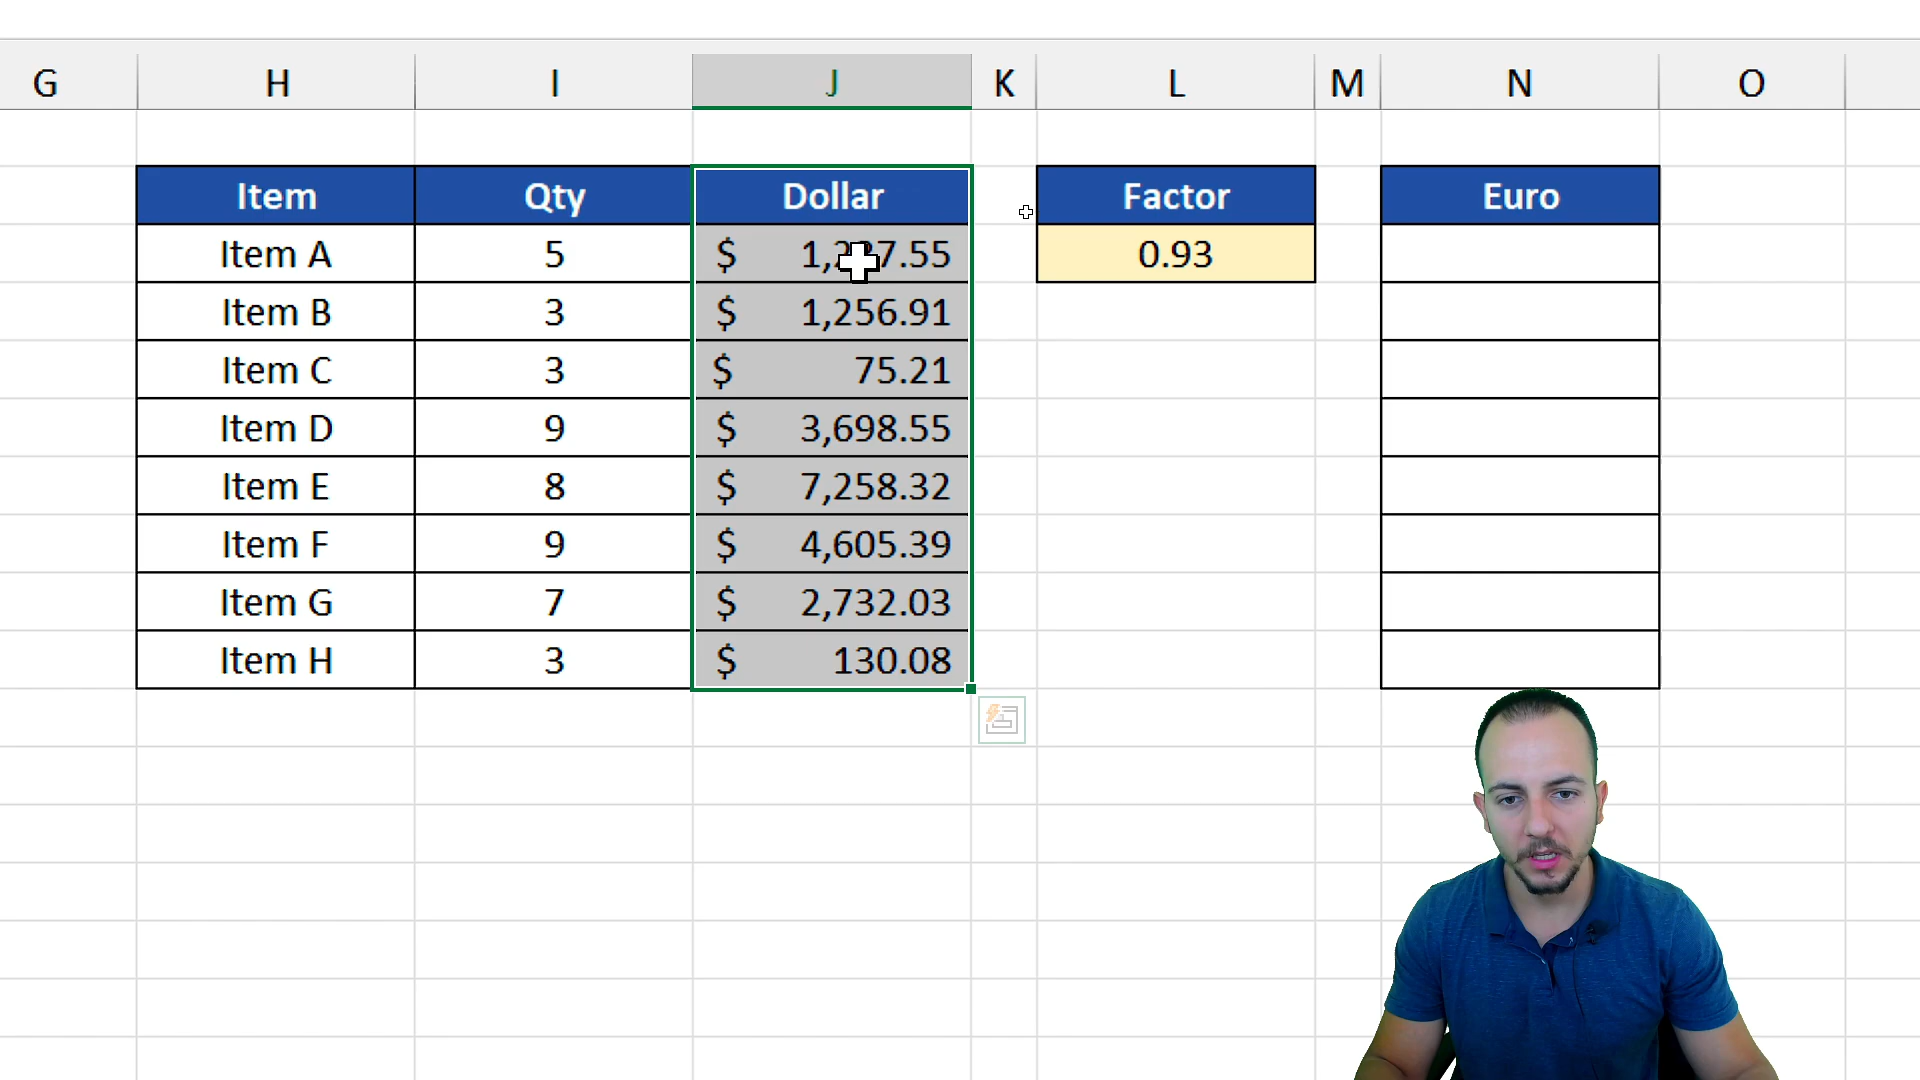 G H I J K L M N O
Item Qty Dollar Factor Euro
Item A 5 $ 0.93
Item B 3 $ 1,256.91
Item C 3 $ 75.21
Item D 9 $ 3,698.55
Item E 8 $ 7,258.32
Item F 9 $ 4,605.39
Item G 7 $ 2,732.03
Item H 3 $ 130.08